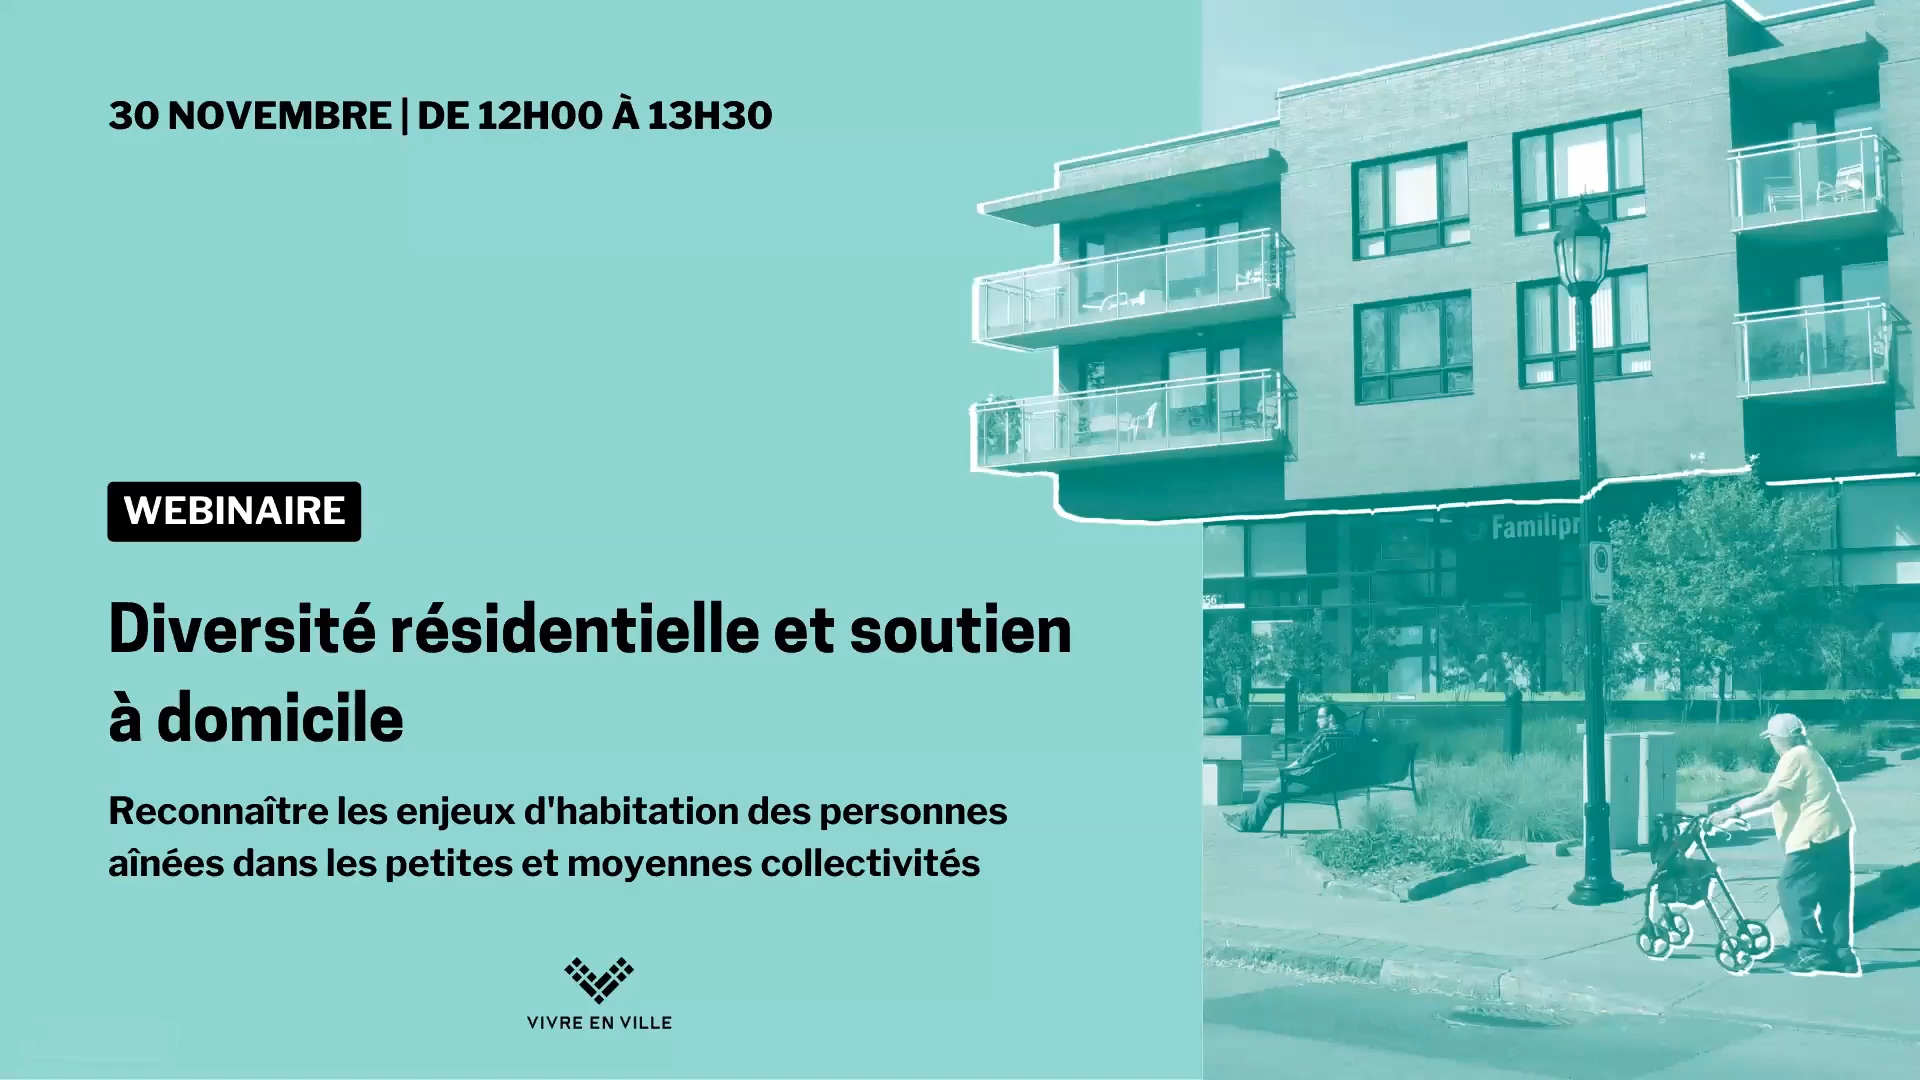 30 NOVEMBRE | DE 12H00 À 13H30
WEBINAIRE
Diversité résidentielle et soutien
à domicile
Reconnaître les enjeux d'habitation des personnes
aînées dans les petites et moyennes collectivités
VIVRE EN VILLE